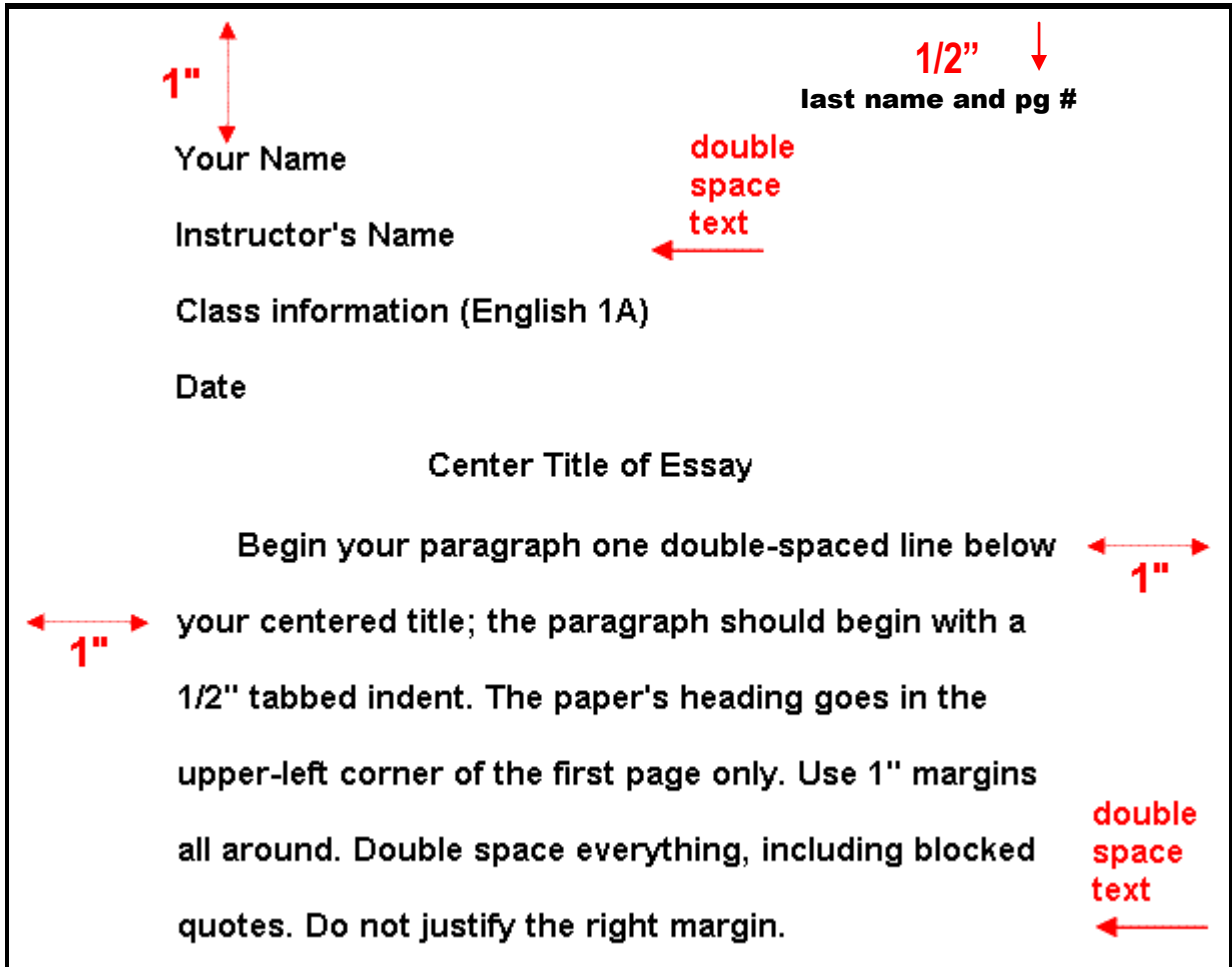 1"
1/2”
last name and pg #
Your Name
double
space
text
Instructor's Name
Class information (English 1A)
Date
Center Title of Essay
Begin your paragraph one double-spaced line below
1"
your centered title; the paragraph should begin with a
1"
1/2" tabbed indent. The paper's heading goes in the
upper-left corner of the first page only. Use 1" margins
all around. Double space everything, including blocked
quotes. Do not justify the right margin.
double
space
text